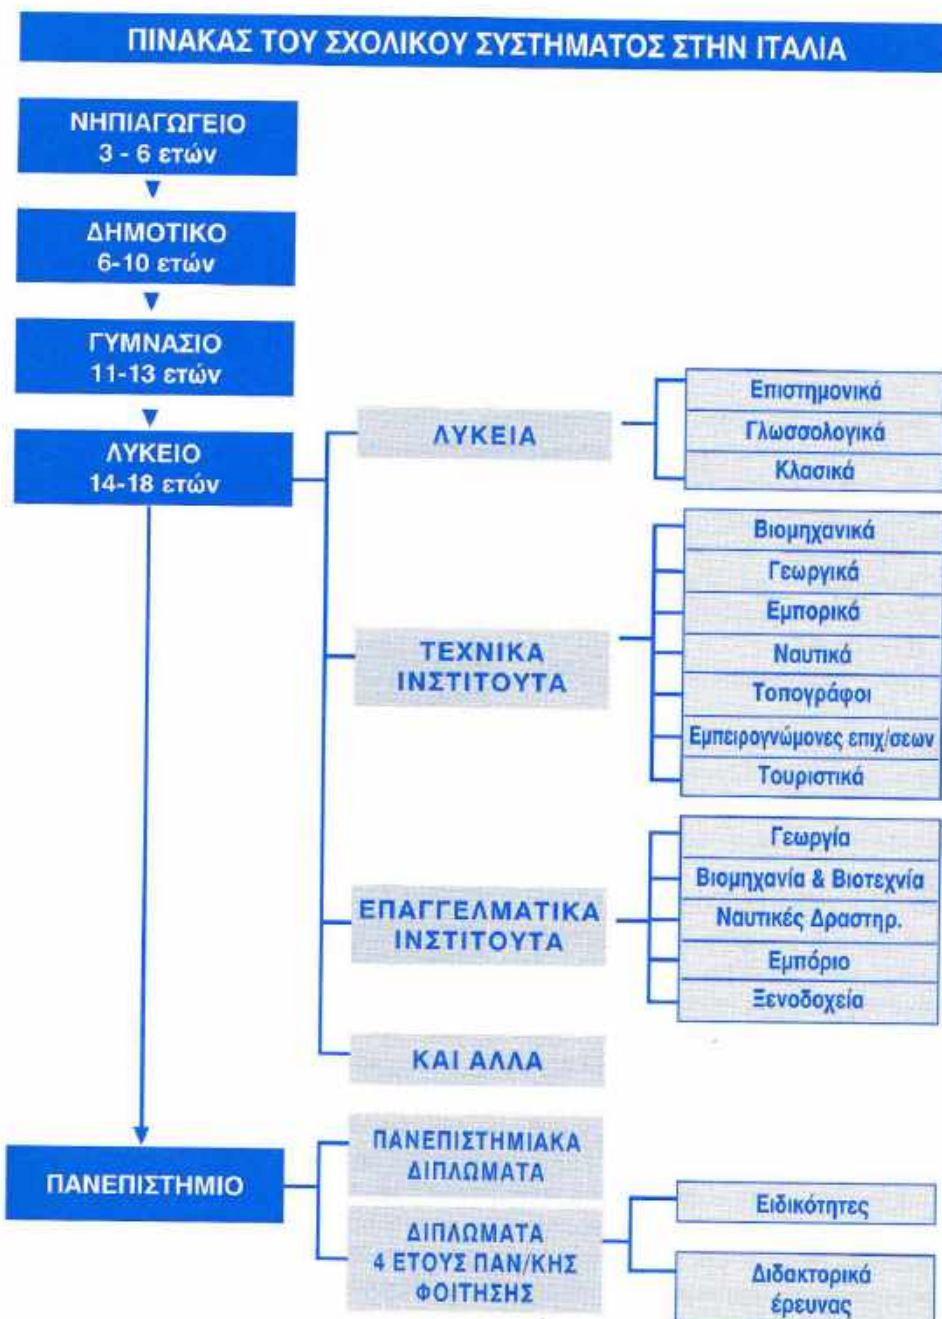 ΠΙΝΑΚΑΣ ΤΟΥ ΣΧΟΛΙΚΟΥ ΣΥΣΤΗΜΑΤΟΣ ΣΤΗΝ ΙΤΑΛΙΑ
ΝΗΠΙΑΓΩΓΕΙΟ
3 - 6 ετών
ΔΗΜΟΤΙΚΟ
6-10 ετών
ΓΥΜΝΑΣΙΟ
11-13 ετών
ΛΥΚΕΙΟ
14-18 ετών
ΛΥΚΕΙΑ
Επιστημονικά
Γλωσσολογικά
Κλασικά
ΤΕΧΝΙΚΑ
ΙΝΣΤΙΤΟΥΤΑ
Βιομηχανικά
Γεωργικά
Εμπορικά
Ναυτικά
Τοπογράφοι
Εμπειρογνώμονες επιχ/σεων
Τουριστικά
ΕΠΑΓΓΕΛΜΑΤΙΚΑ
ΙΝΣΤΙΤΟΥΤΑ
Γεωργία
Βιομηχανία & Βιοτεχνία
Ναυτικές Δραστηρ.
Εμπόριο
Ξενοδοχεία
ΚΑΙ ΑΛΛΑ
ΠΑΝΕΠΙΣΤΗΜΙΟ
ΠΑΝΕΠΙΣΤΗΜΙΑΚΑ
ΔΙΠΛΩΜΑΤΑ
ΔΙΠΛΩΜΑΤΑ
4 ΕΤΟΥΣ ΠΑΝ/ΚΗΣ
ΦΟΙΤΗΣΗΣ
Ειδικότητες
Διδακτορικά
έρευνας